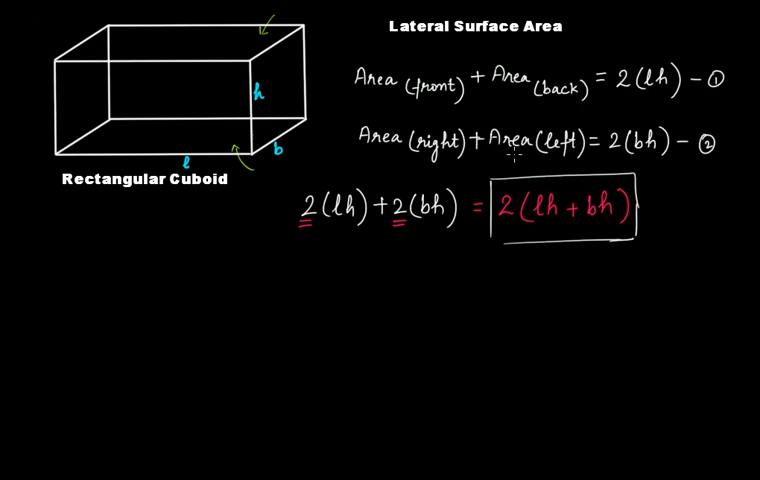 Lateral Surface Area
Area (front) + Area (back) = 2(lh) - ①
h
Area (right) + Area (left) = 2(bh) - ②
b
l
Rectangular Cuboid
2(lh) + 2(bh) = 2(lh + bh)